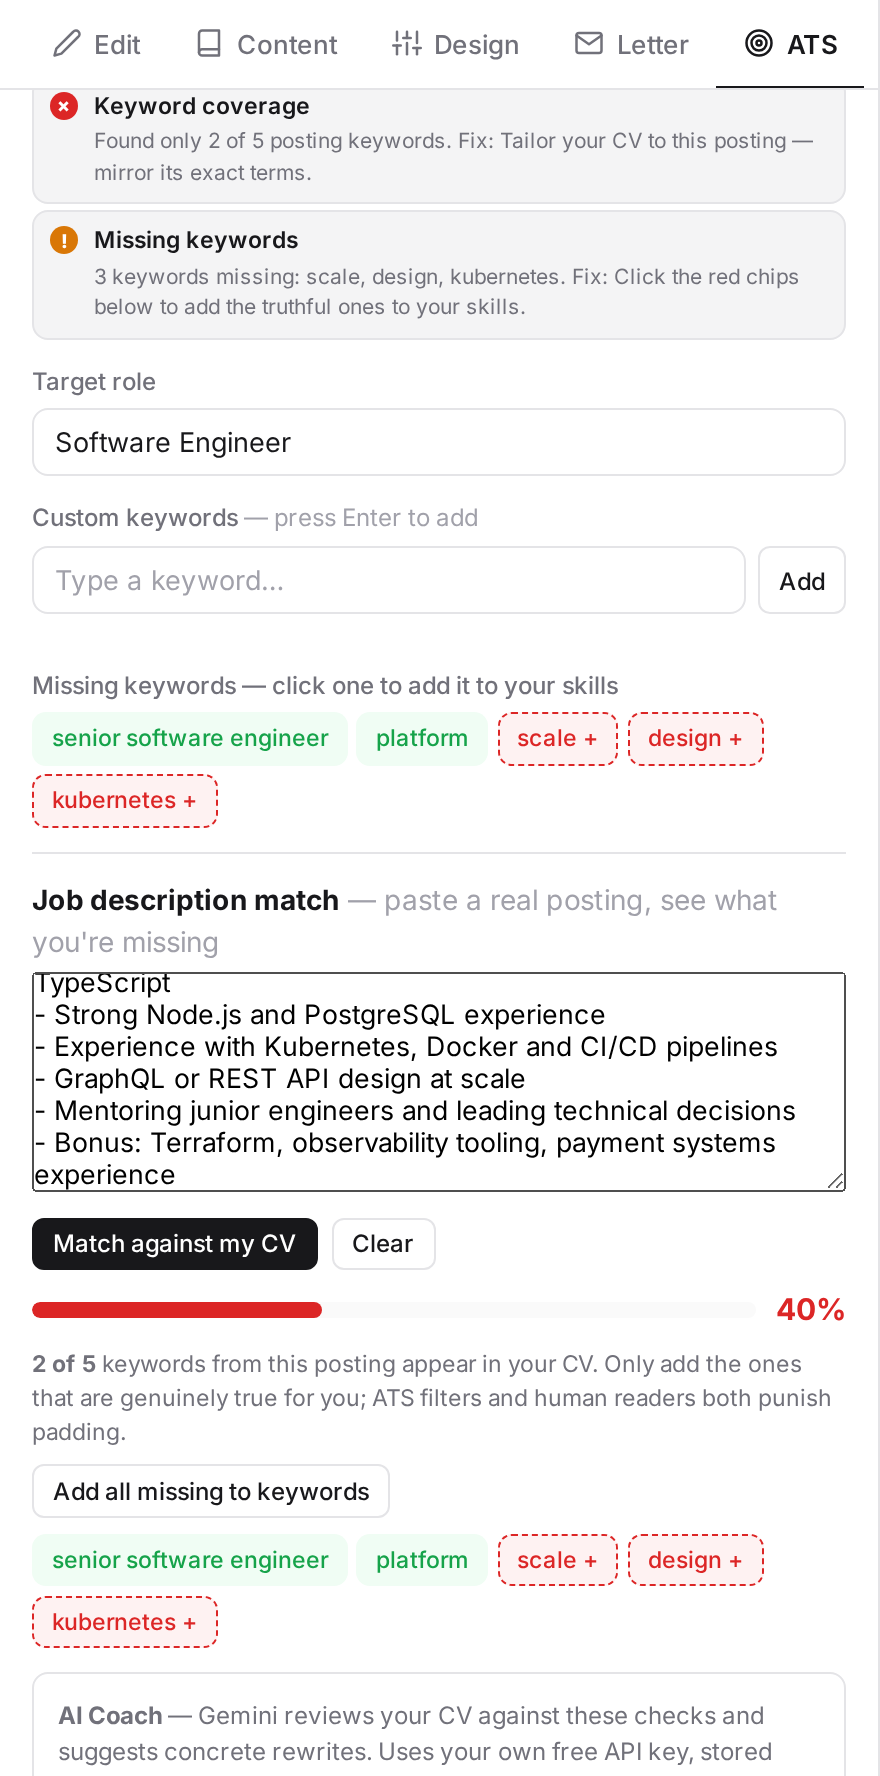 Edit Content Design Letter ATS
Keyword coverage
Found only 2 of 5 posting keywords. Fix: Tailor your CV to this posting —
mirror its exact terms.
Missing keywords
3 keywords missing: scale, design, kubernetes. Fix: Click the red chips
below to add the truthful ones to your skills.
Target role
Software Engineer
Custom keywords — press Enter to add
Type a keyword... Add
Missing keywords — click one to add it to your skills
senior software engineer platform scale + design +
kubernetes +
Job description match — paste a real posting, see what
you're missing
TypeScript
- Strong Node.js and PostgreSQL experience
- Experience with Kubernetes, Docker and CI/CD pipelines
- GraphQL or REST API design at scale
- Mentoring junior engineers and leading technical decisions
- Bonus: Terraform, observability tooling, payment systems
experience
Match against my CV Clear
40%
2 of 5 keywords from this posting appear in your CV. Only add the ones
that are genuinely true for you; ATS filters and human readers both punish
padding.
Add all missing to keywords
senior software engineer platform scale + design +
kubernetes +
AI Coach — Gemini reviews your CV against these checks and
suggests concrete rewrites. Uses your own free API key, stored